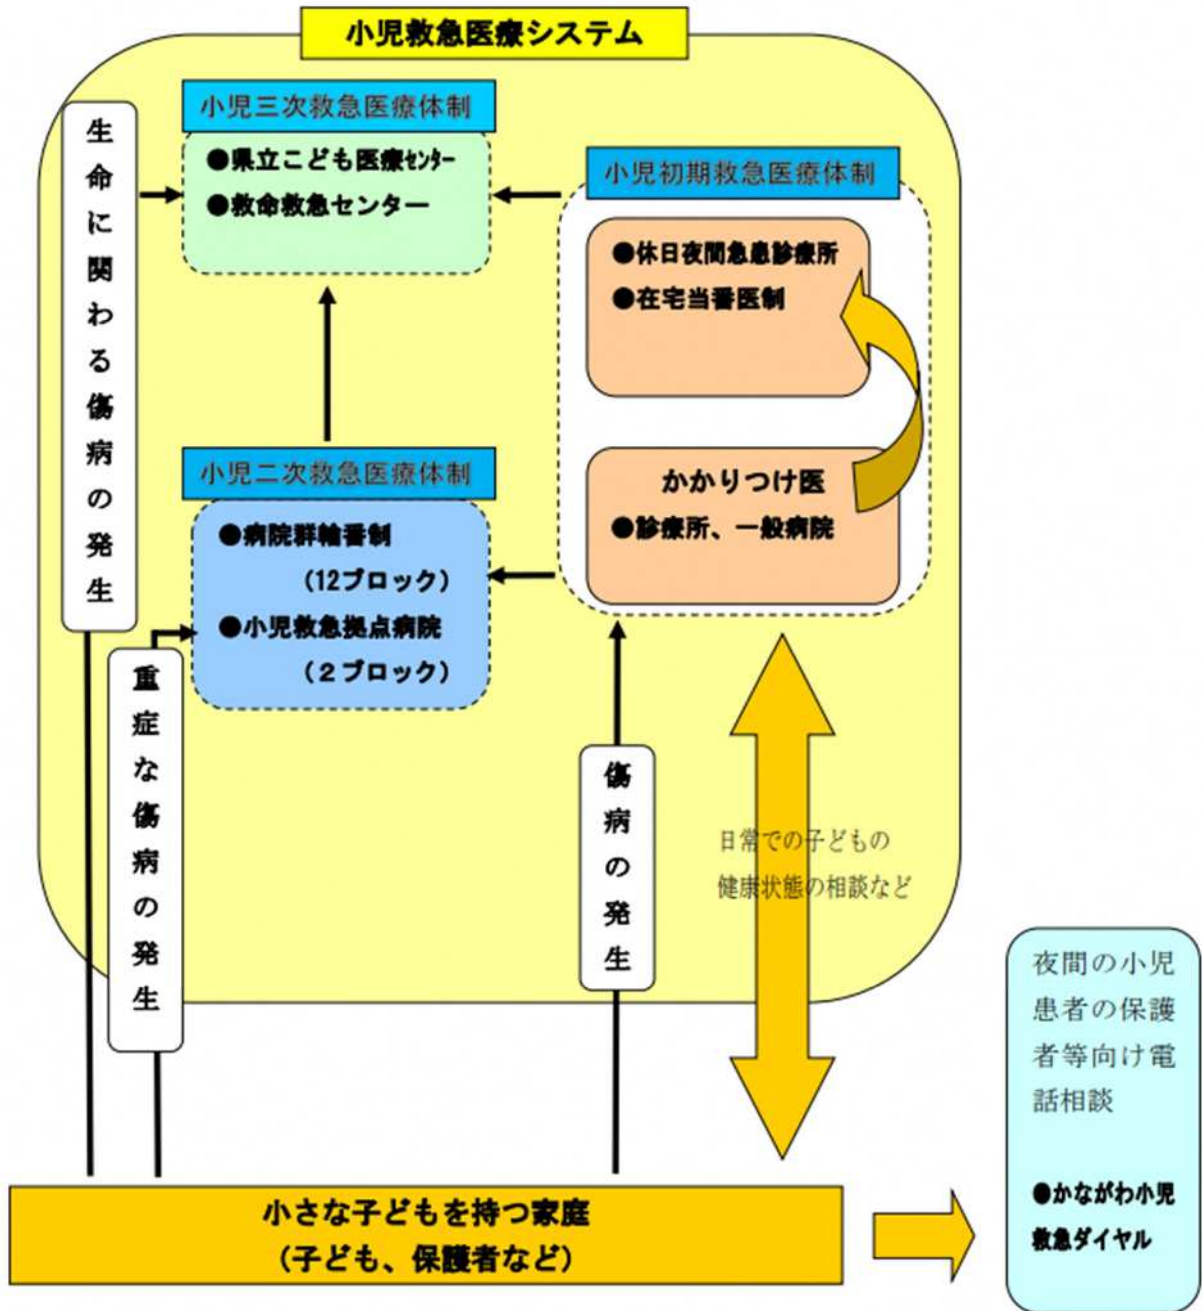 小児救急医療システム
生命に関わる傷病の発生
小児三次救急医療体制
●県立こども医療ｾﾝﾀｰ
●救命救急センター
小児初期救急医療体制
●休日夜間急患診療所
●在宅当番医制
かかりつけ医
●診療所、一般病院
小児二次救急医療体制
●病院群輪番制
(12ブロック)
●小児救急拠点病院
(２ブロック)
重症な傷病の発生
傷病の発生
日常での子どもの
健康状態の相談など
夜間の小児
患者の保護
者等向け電
話相談
●かながわ小児
救急ダイヤル
小さな子どもを持つ家庭
(子ども、保護者など)